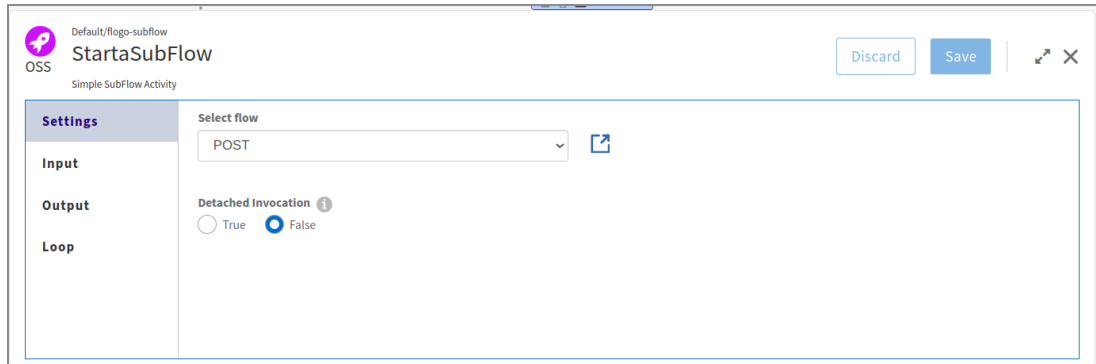 Default/flogo-subflow
StartaSubFlow
OSS
Simple SubFlow Activity
Discard
Save
Settings
Input
Output
Loop
Select flow
POST
Detached Invocation
True
False